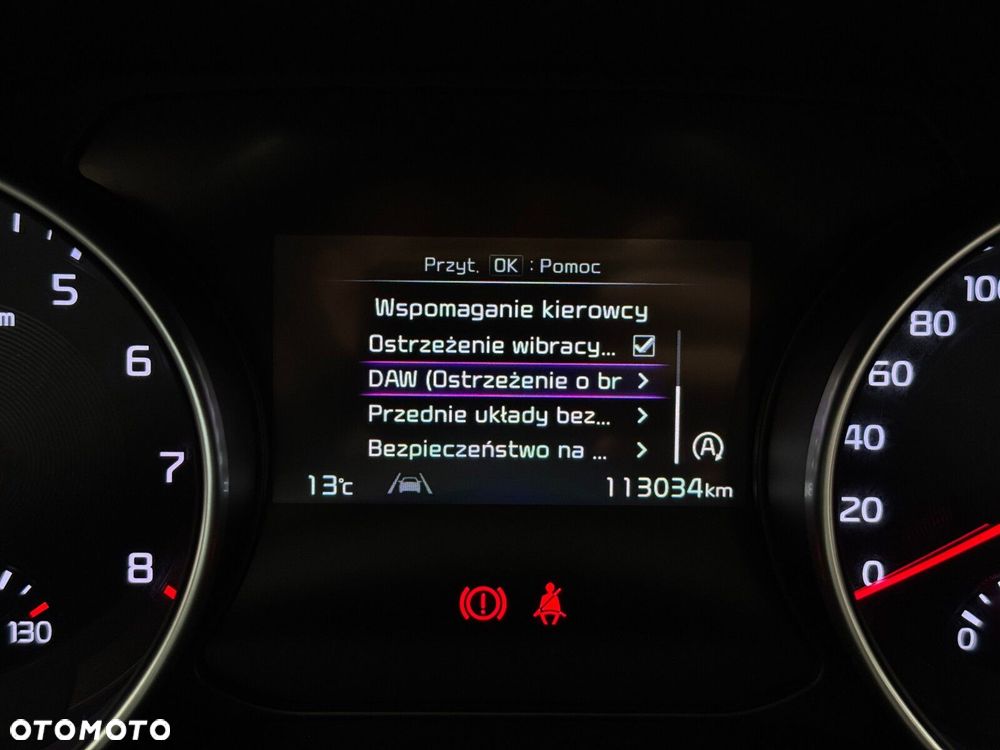 Przyt. OK : Pomoc
Wspomaganie kierowcy
Ostrzeżenie wibracy...
DAW (Ostrzeżenie o br
Przednie układy bez...
Bezpieczeństwo na ...
A
13°C
113034km
5
6
7
8
130
100
80
60
40
20
0
0
OTOMOTO